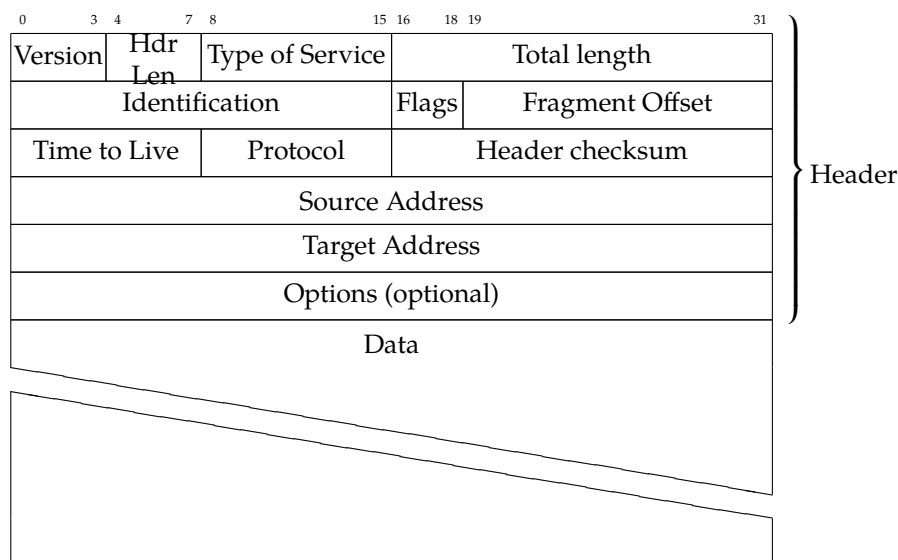 0 3 4 7 8 15 16 18 19 31
Version Hdr Len Type of Service Total length
Identification Flags Fragment Offset
Time to Live Protocol Header checksum
Header
Source Address
Target Address
Options (optional)
Data